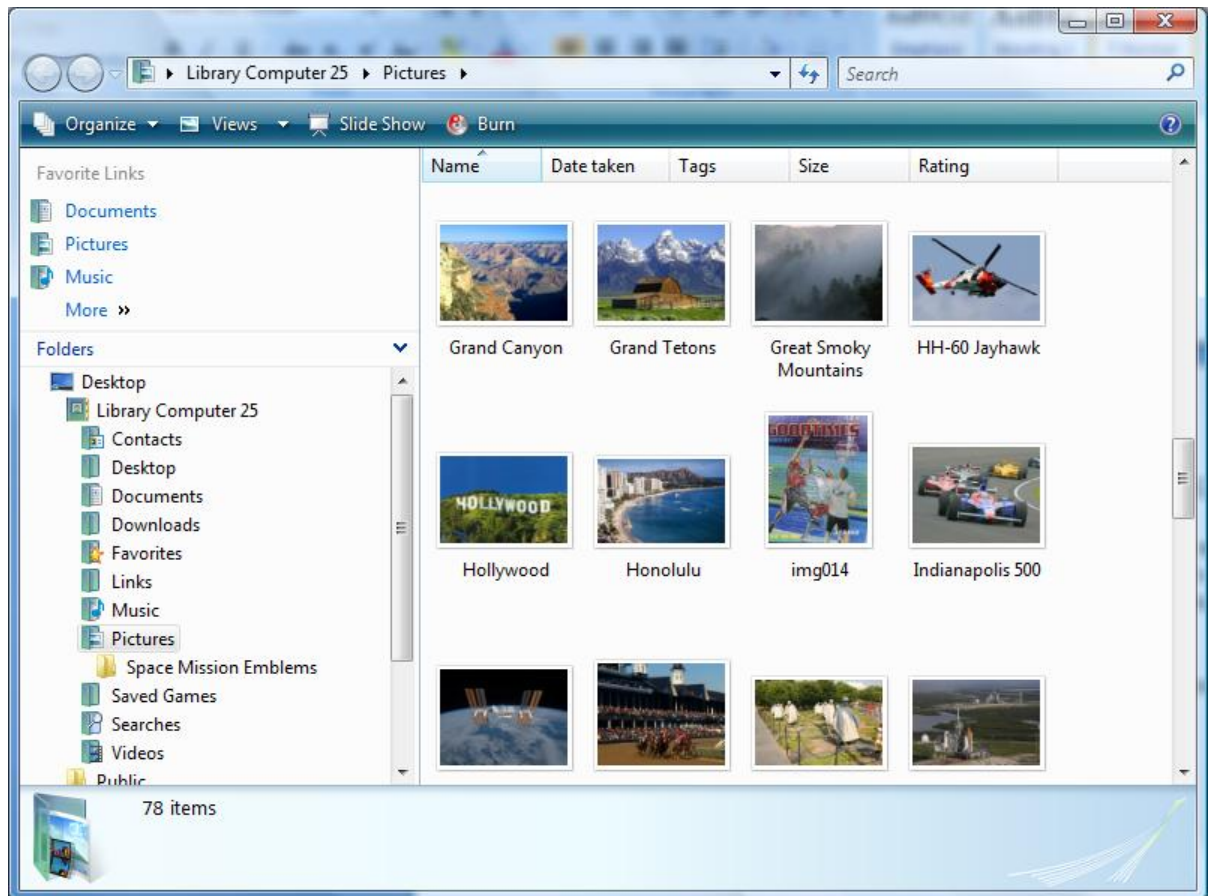 Library Computer 25 Pictures
Search
Organize Views Slide Show Burn
Favorite Links
Documents
Pictures
Music
More »
Folders
Desktop
Library Computer 25
Contacts
Desktop
Documents
Downloads
Favorites
Links
Music
Pictures
Space Mission Emblems
Saved Games
Searches
Videos
Public
Name Date taken Tags Size Rating
Grand Canyon Grand Tetons Great Smoky HH-60 Jayhawk
Mountains
GOODTIMES
HOLLYWOOD
Hollywood Honolulu img014 Indianapolis 500
78 items